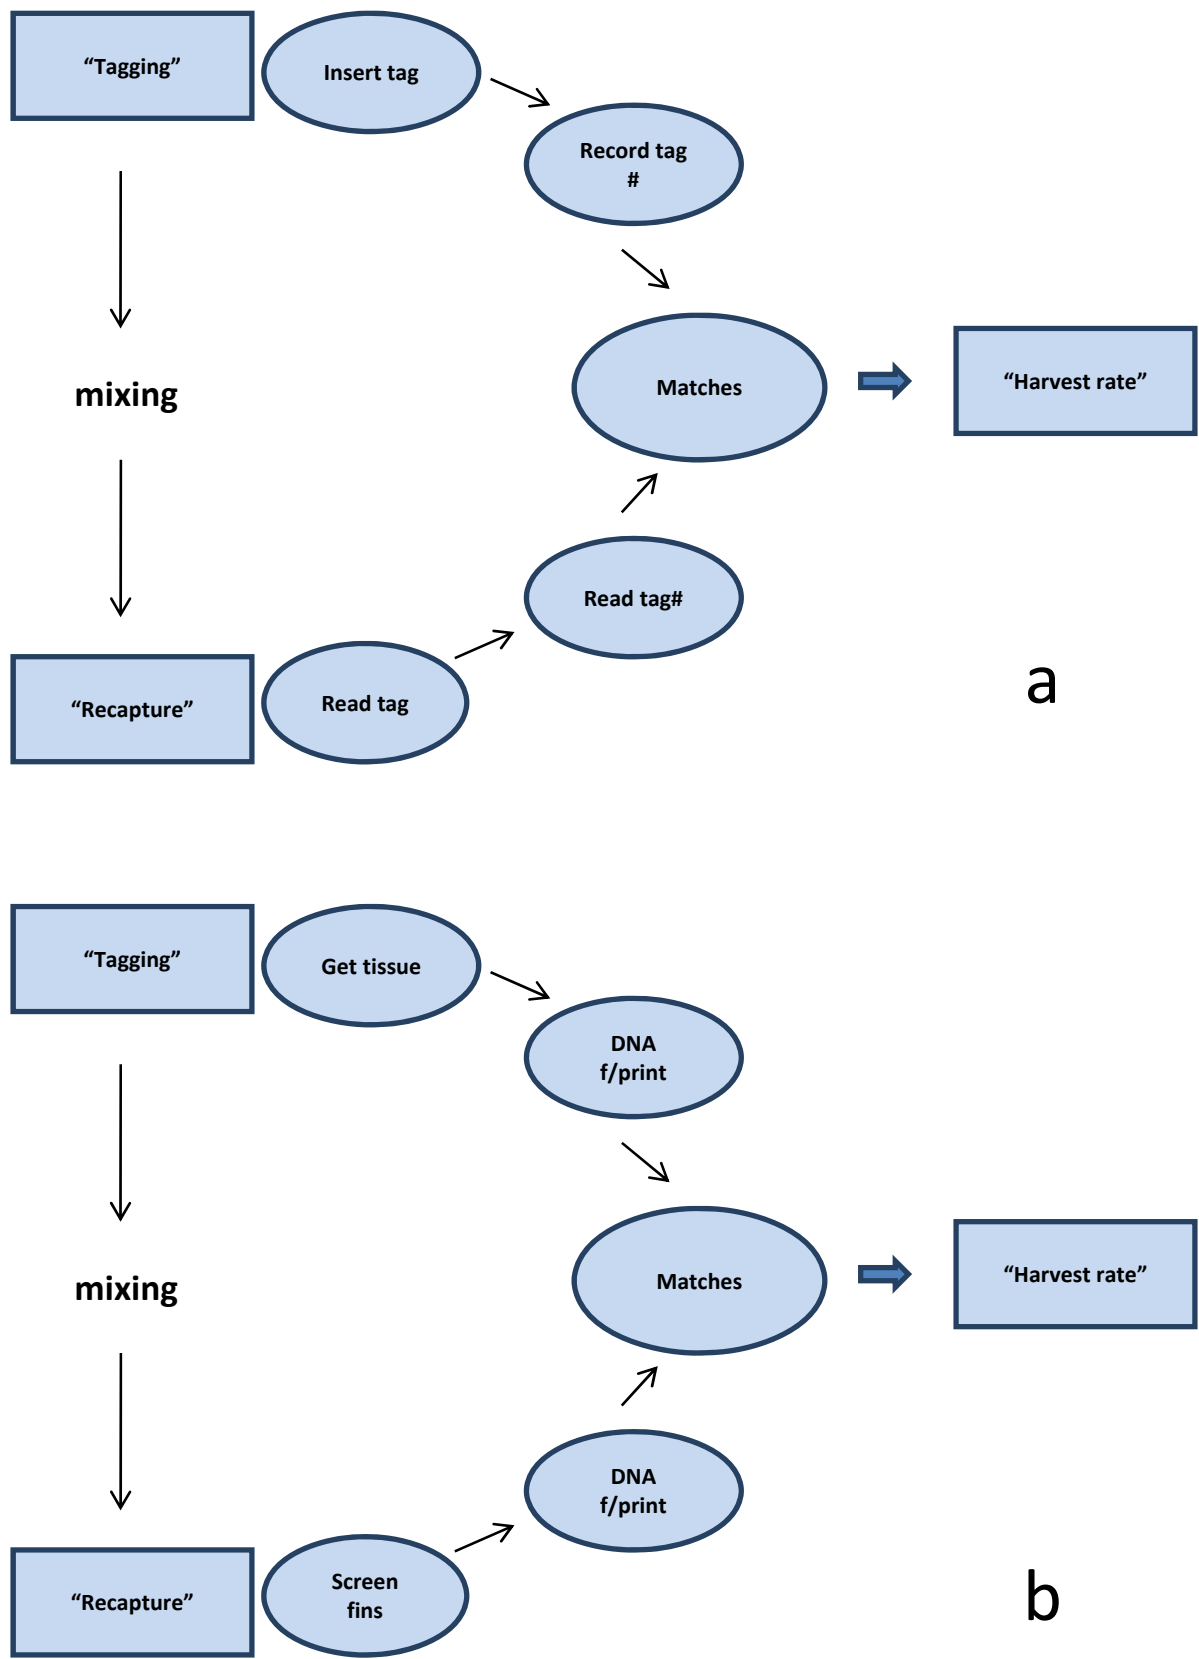 “Tagging”
Insert tag
Record tag
#
mixing
Matches
“Harvest rate”
Read tag#
“Recapture”
Read tag
a
“Tagging”
Get tissue
DNA
f/print
mixing
Matches
“Harvest rate”
DNA
f/print
“Recapture”
Screen
fins
b